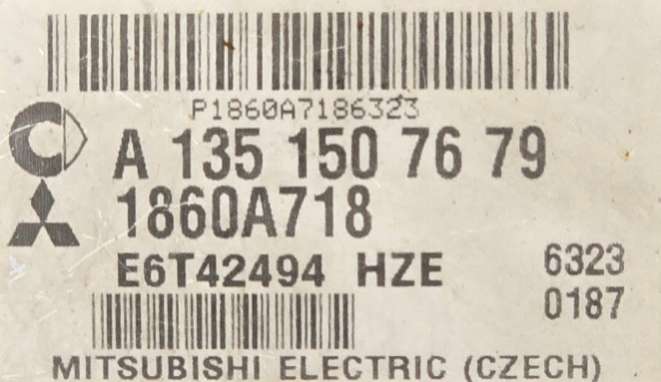 P1860A7186323
A 135 150 76 79
1860A718
E6T42494 HZE 6323
0187
MITSUBISHI ELECTRIC (CZECH)